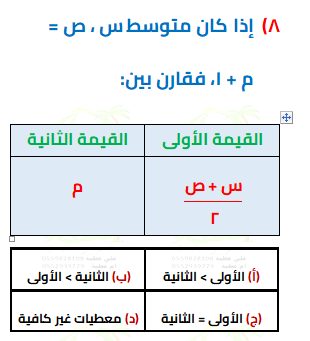 ٨) إذا كان متوسط س ، ص =
م + ١، فقارن بين:
القيمة الأولى
القيمة الثانية
س + ص
٢
م
(أ) الأولى > الثانية
(ب) الثانية > الأولى
(ج) الأولى = الثانية
(د) معطيات غير كافية